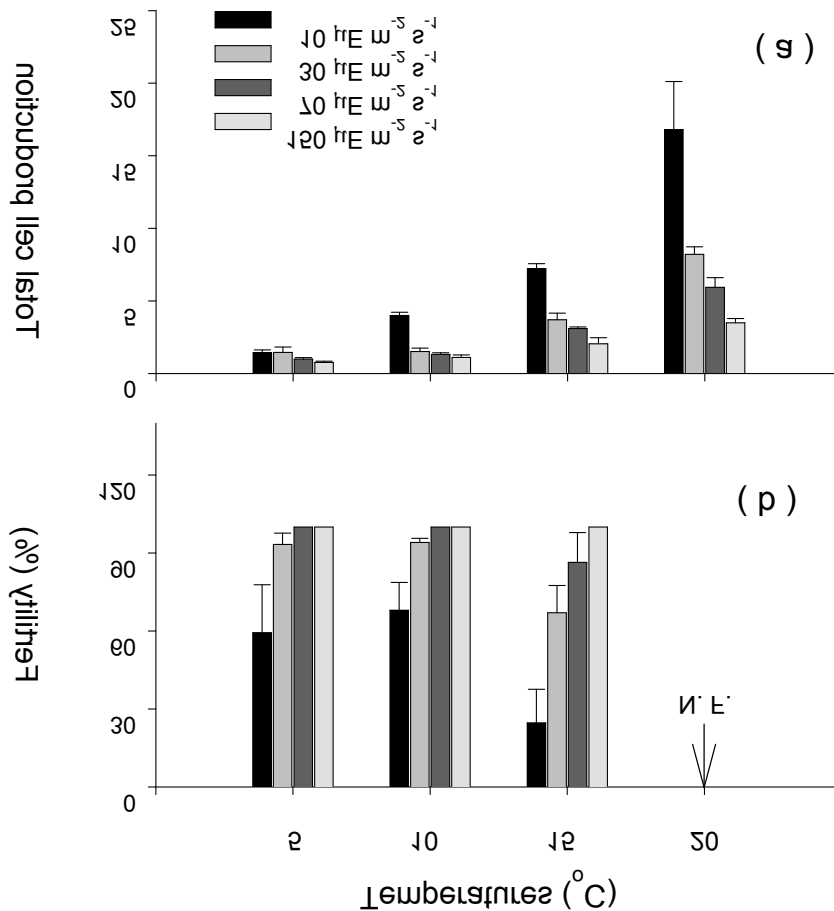 25
20
15
10
5
0
Total cell production
10 μE m⁻² s⁻¹
30 μE m⁻² s⁻¹
70 μE m⁻² s⁻¹
150 μE m⁻² s⁻¹
( a )
120
90
60
30
0
Fertility (%)
( b )
N. F.
5 10 15 20
Temperatures (°C)